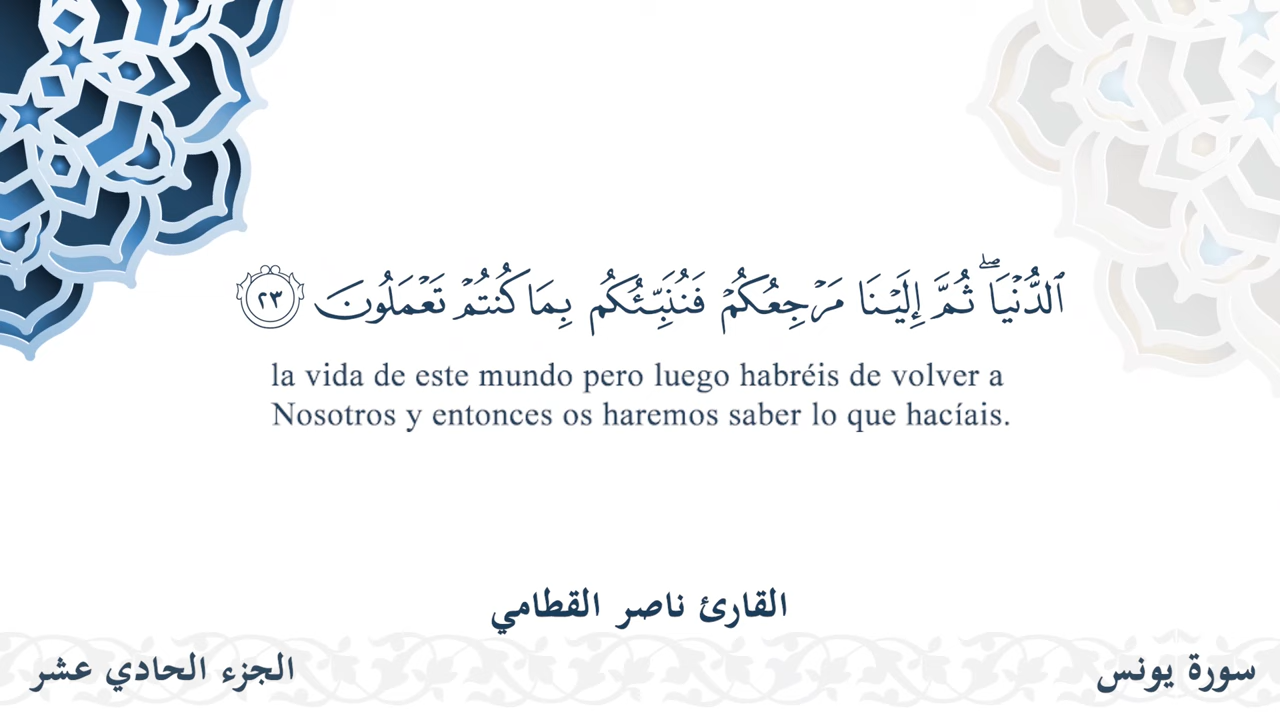 ٱلدُّنۡيَاۖ ثُمَّ إِلَيۡنَا مَرۡجِعُكُمۡ فَنُنَبِّئُكُم بِمَا كُنتُمۡ تَعۡمَلُونَ ٢٣
la vida de este mundo pero luego habréis de volver a
Nosotros y entonces os haremos saber lo que hacíais.
القارئ ناصر القطامي
سورة يونس
الجزء الحادي عشر